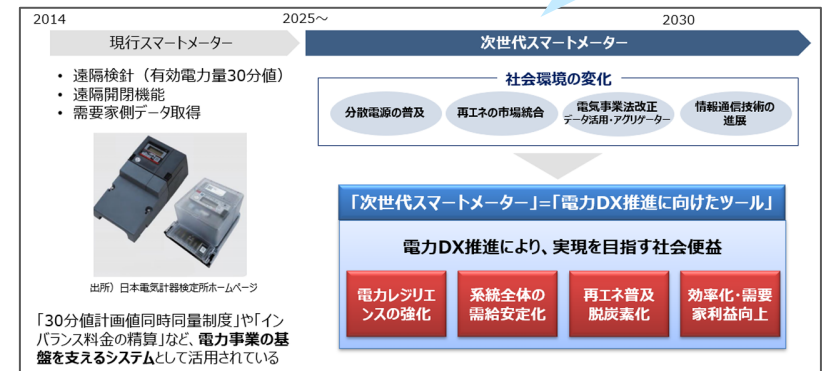 2014
2025～
2030
現行スマートメーター
次世代スマートメーター
• 遠隔検針（有効電力量30分値）
• 遠隔開閉機能
• 需要家側データ取得
出所）日本電気計器検定所ホームページ
「30分値計画値同時同量制度」や「イン
バランス料金の精算」など、電力事業の基
盤を支えるシステムとして活用されている
社会環境の変化
分散電源の普及
再エネの市場統合
電気事業法改正
データ活用・アグリゲーター
情報通信技術の
進展
「次世代スマートメーター」=「電力DX推進に向けたツール」
電力DX推進により、実現を目指す社会便益
電力レジリエ
ンスの強化
系統全体の
需給安定化
再エネ普及
脱炭素化
効率化・需要
家利益向上